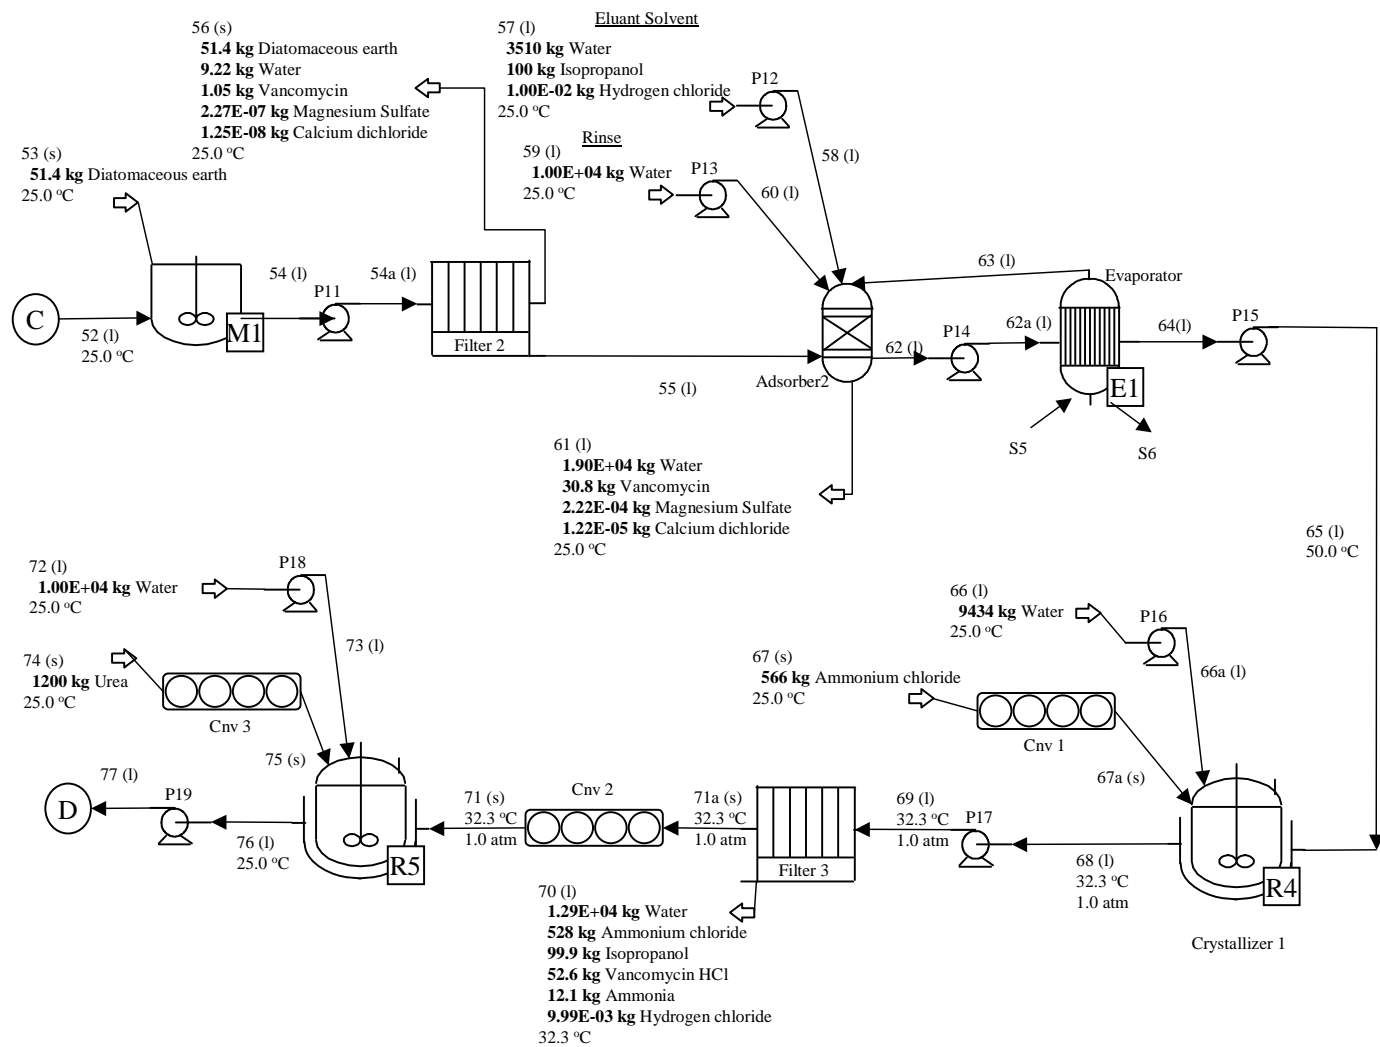 Eluant Solvent
56 (s)
51.4 kg Diatomaceous earth
9.22 kg Water
1.05 kg Vancomycin
2.27E-07 kg Magnesium Sulfate
1.25E-08 kg Calcium dichloride
25.0 °C
57 (l)
3510 kg Water
100 kg Isopropanol
1.00E-02 kg Hydrogen chloride
25.0 °C
P12
58 (l)
Rinse
59 (l)
1.00E+04 kg Water
25.0 °C
P13
60 (l)
53 (s)
51.4 kg Diatomaceous earth
25.0 °C
C
52 (l)
25.0 °C
M1
54 (l)
P11
54a (l)
Filter 2
55 (l)
Adsorber2
63 (l)
Evaporator
62 (l)
P14
62a (l)
64(l)
P15
E1
S5
S6
61 (l)
1.90E+04 kg Water
30.8 kg Vancomycin
2.22E-04 kg Magnesium Sulfate
1.22E-05 kg Calcium dichloride
25.0 °C
65 (l)
50.0 °C
72 (l)
1.00E+04 kg Water
25.0 °C
P18
73 (l)
74 (s)
1200 kg Urea
25.0 °C
Cnv 3
75 (s)
66 (l)
9434 kg Water
25.0 °C
P16
66a (l)
67 (s)
566 kg Ammonium chloride
25.0 °C
Cnv 1
67a (s)
R4
Crystallizer 1
68 (l)
32.3 °C
1.0 atm
P17
69 (l)
32.3 °C
1.0 atm
Filter 3
71a (s)
32.3 °C
1.0 atm
Cnv 2
71 (s)
32.3 °C
1.0 atm
R5
76 (l)
25.0 °C
P19
77 (l)
D
70 (l)
1.29E+04 kg Water
528 kg Ammonium chloride
99.9 kg Isopropanol
52.6 kg Vancomycin HCl
12.1 kg Ammonia
9.99E-03 kg Hydrogen chloride
32.3 °C